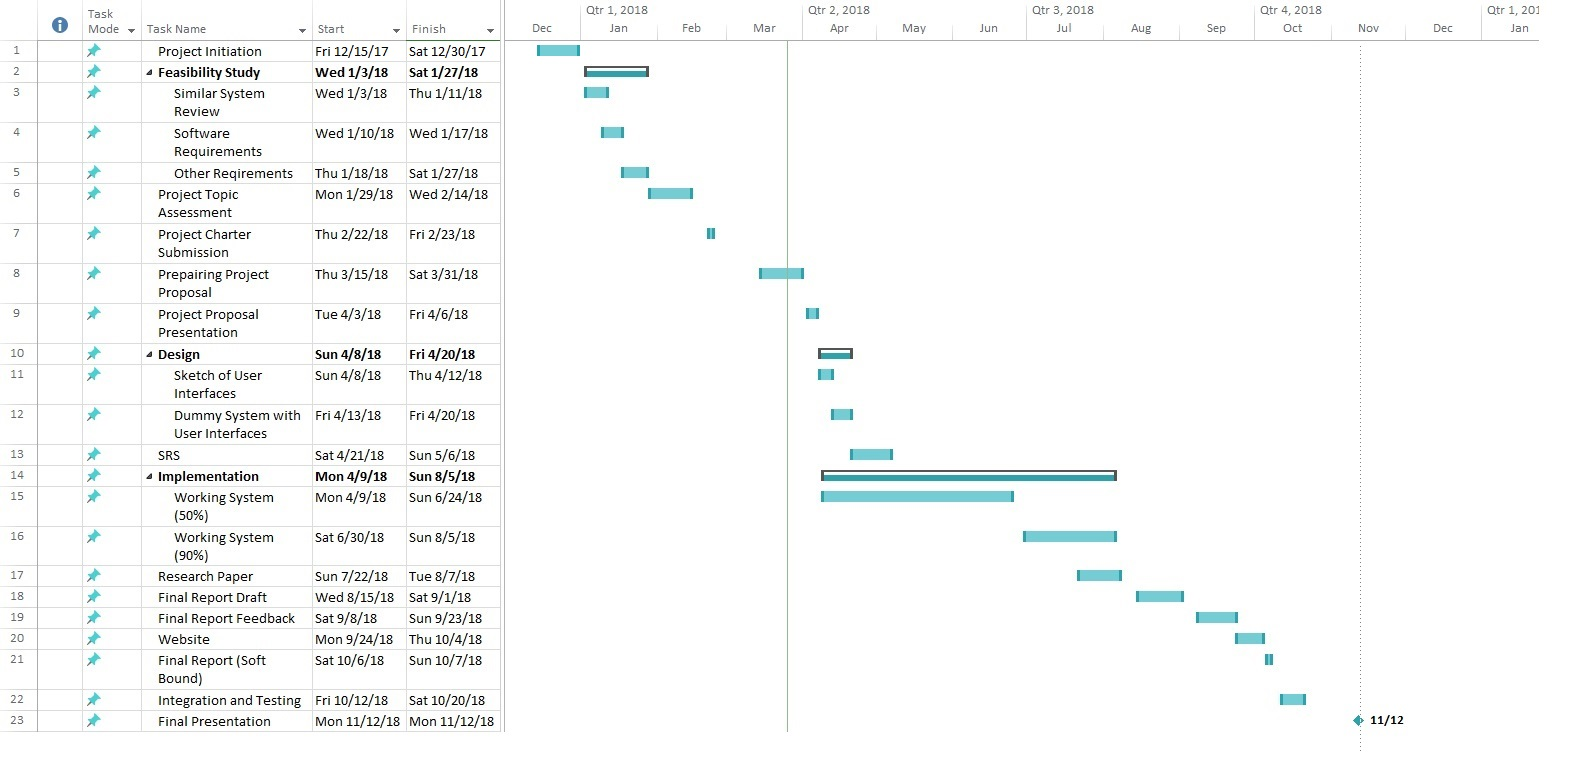 Qtr 1, 2018 Qtr 2, 2018 Qtr 3, 2018 Qtr 4, 2018 Qtr 1, 201
Task Mode Task Name Start Finish Dec Jan Feb Mar Apr May Jun Jul Aug Sep Oct Nov Dec Jan
1 Project Initiation Fri 12/15/17 Sat 12/30/17
2 Feasibility Study Wed 1/3/18 Sat 1/27/18
3 Similar System Wed 1/3/18 Thu 1/11/18
Review
4 Software Wed 1/10/18 Wed 1/17/18
Requirements
5 Other Reqirements Thu 1/18/18 Sat 1/27/18
6 Project Topic Mon 1/29/18 Wed 2/14/18
Assessment
7 Project Charter Thu 2/22/18 Fri 2/23/18
Submission
8 Prepairing Project Thu 3/15/18 Sat 3/31/18
Proposal
9 Project Proposal Tue 4/3/18 Fri 4/6/18
Presentation
10 Design Sun 4/8/18 Fri 4/20/18
11 Sketch of User Sun 4/8/18 Thu 4/12/18
Interfaces
12 Dummy System with Fri 4/13/18 Fri 4/20/18
User Interfaces
13 SRS Sat 4/21/18 Sun 5/6/18
14 Implementation Mon 4/9/18 Sun 8/5/18
15 Working System Mon 4/9/18 Sun 6/24/18
(50%)
16 Working System Sat 6/30/18 Sun 8/5/18
(90%)
17 Research Paper Sun 7/22/18 Tue 8/7/18
18 Final Report Draft Wed 8/15/18 Sat 9/1/18
19 Final Report Feedback Sat 9/8/18 Sun 9/23/18
20 Website Mon 9/24/18 Thu 10/4/18
21 Final Report (Soft Sat 10/6/18 Sun 10/7/18
Bound)
22 Integration and Testing Fri 10/12/18 Sat 10/20/18
23 Final Presentation Mon 11/12/18 Mon 11/12/18 11/12